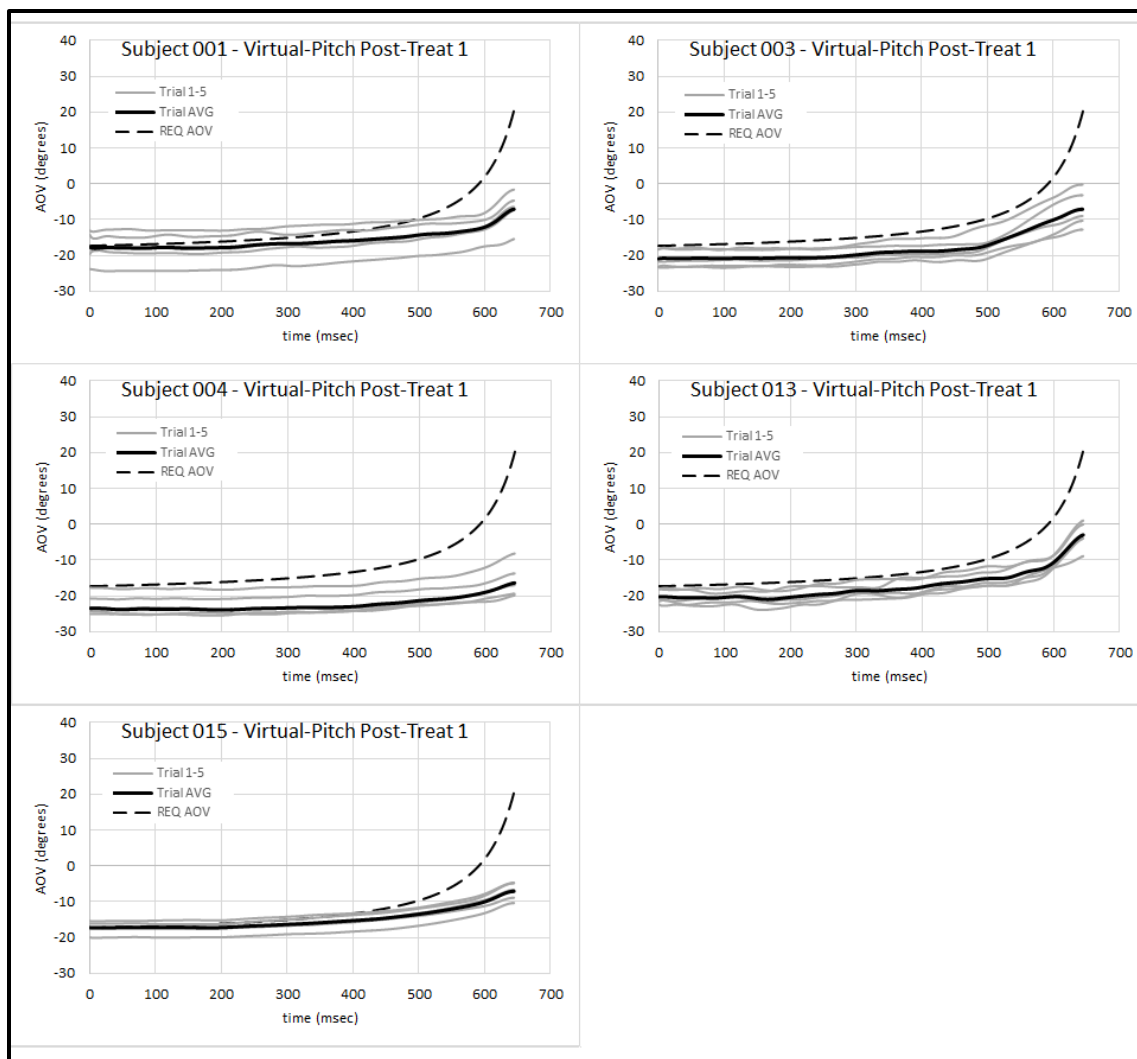 Subject 001 - Virtual-Pitch Post-Treat 1
40
30
20
10
0
-10
-20
-30
AOV (degrees)
Trial 1-5
Trial AVG
REQ AOV
0 100 200 300 400 500 600 700
time (msec)
Subject 003 - Virtual-Pitch Post-Treat 1
40
30
20
10
0
-10
-20
-30
AOV (degrees)
Trial 1-5
Trial AVG
REQ AOV
0 100 200 300 400 500 600 700
time (msec)
Subject 004 - Virtual-Pitch Post-Treat 1
40
30
20
10
0
-10
-20
-30
AOV (degrees)
Trial 1-5
Trial AVG
REQ AOV
0 100 200 300 400 500 600 700
time (msec)
Subject 013 - Virtual-Pitch Post-Treat 1
40
30
20
10
0
-10
-20
-30
AOV (degrees)
Trial 1-5
Trial AVG
REQ AOV
0 100 200 300 400 500 600 700
time (msec)
Subject 015 - Virtual-Pitch Post-Treat 1
40
30
20
10
0
-10
-20
-30
AOV (degrees)
Trial 1-5
Trial AVG
REQ AOV
0 100 200 300 400 500 600 700
time (msec)